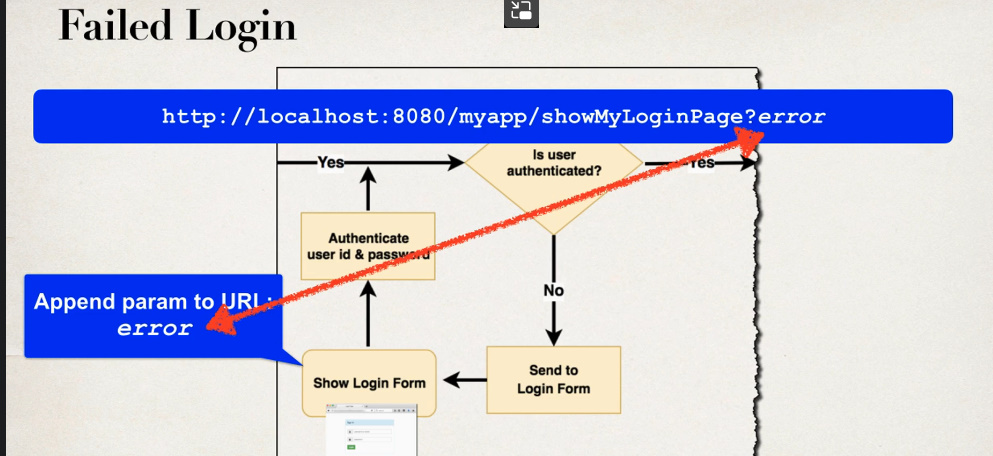 Failed Login
http://localhost:8080/myapp/showMyLoginPage?error
Yes
Is user
authenticated?
Yes
Authenticate
user id & password
No
Append param to URL:
error
Show Login Form
Send to
Login Form